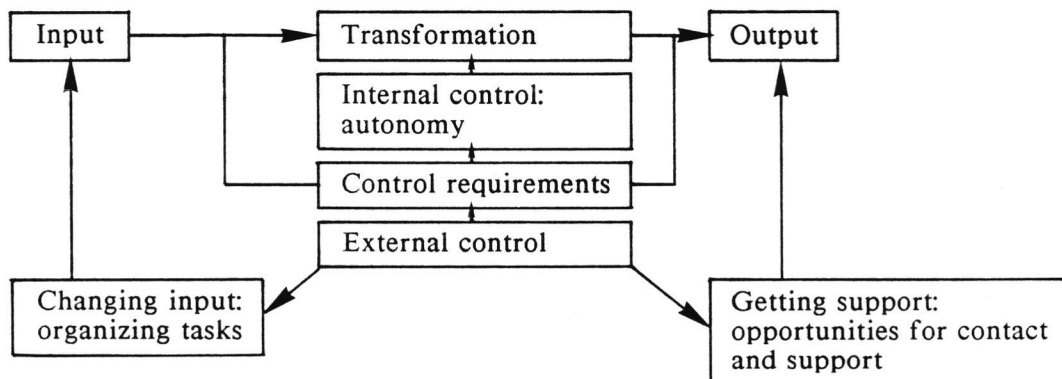 Input
Transformation
Output
Internal control:
autonomy
Control requirements
External control
Changing input:
organizing tasks
Getting support:
opportunities for contact
and support